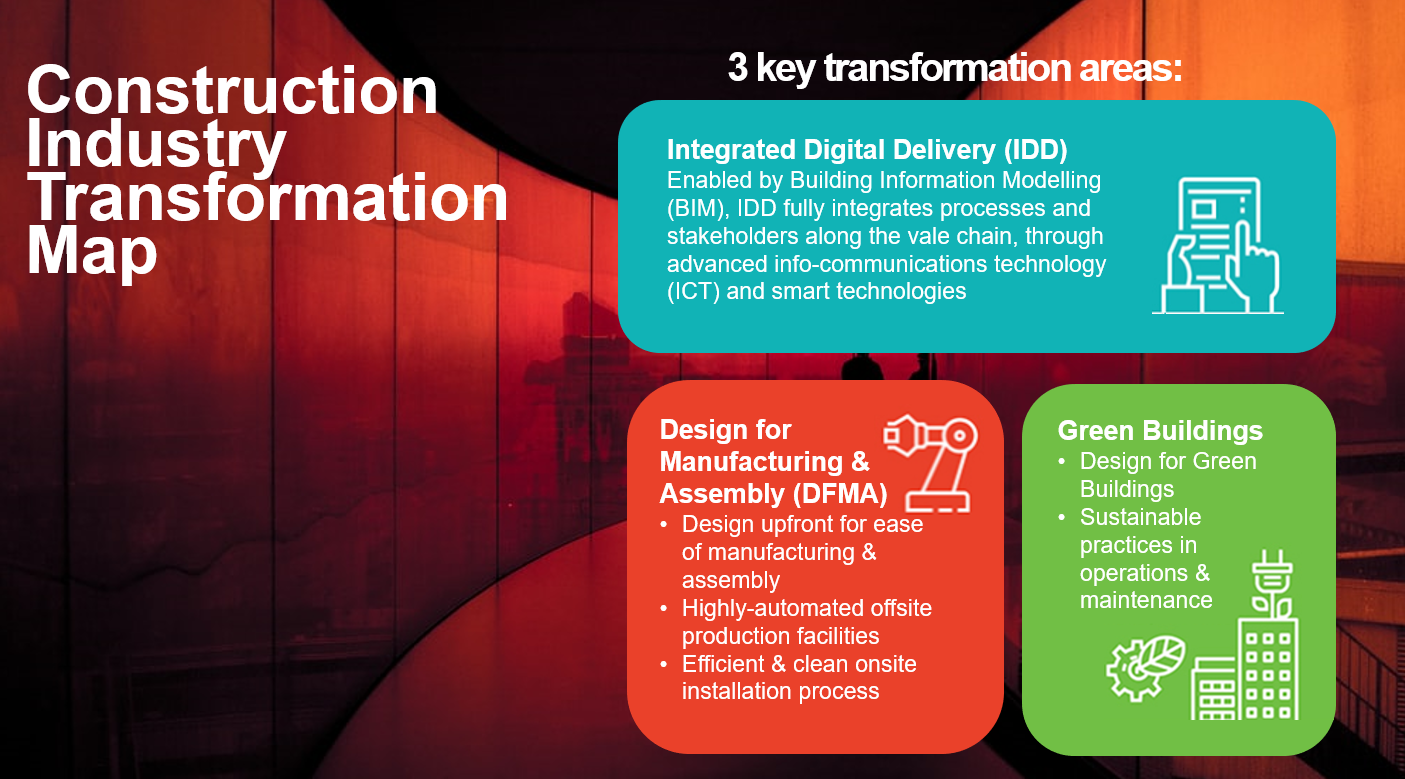 Construction
Industry
Transformation
Map
3 key transformation areas:
Integrated Digital Delivery (IDD)
Enabled by Building Information Modelling
(BIM), IDD fully integrates processes and
stakeholders along the vale chain, through
advanced info-communications technology
(ICT) and smart technologies
Design for
Manufacturing &
Assembly (DFMA)
• Design upfront for ease
of manufacturing &
assembly
• Highly-automated offsite
production facilities
• Efficient & clean onsite
installation process
Green Buildings
• Design for Green
Buildings
• Sustainable
practices in
operations &
maintenance